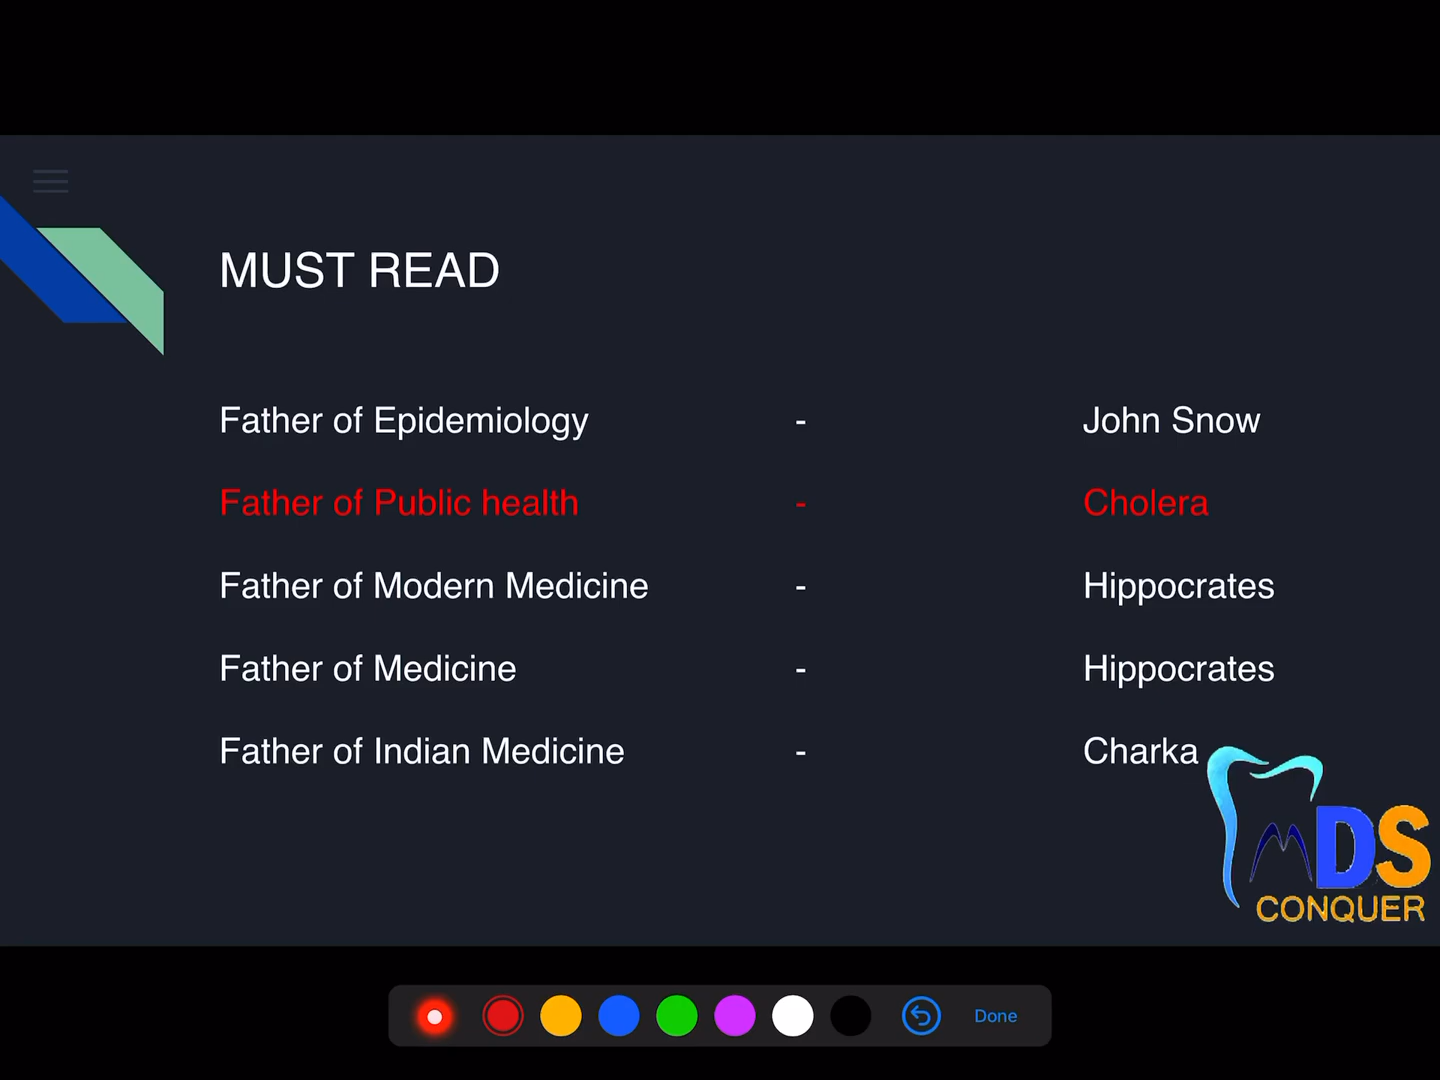 MUST READ
Father of Epidemiology - John Snow
Father of Public health - Cholera
Father of Modern Medicine - Hippocrates
Father of Medicine - Hippocrates
Father of Indian Medicine - Charka
MDS
CONQUER
Done